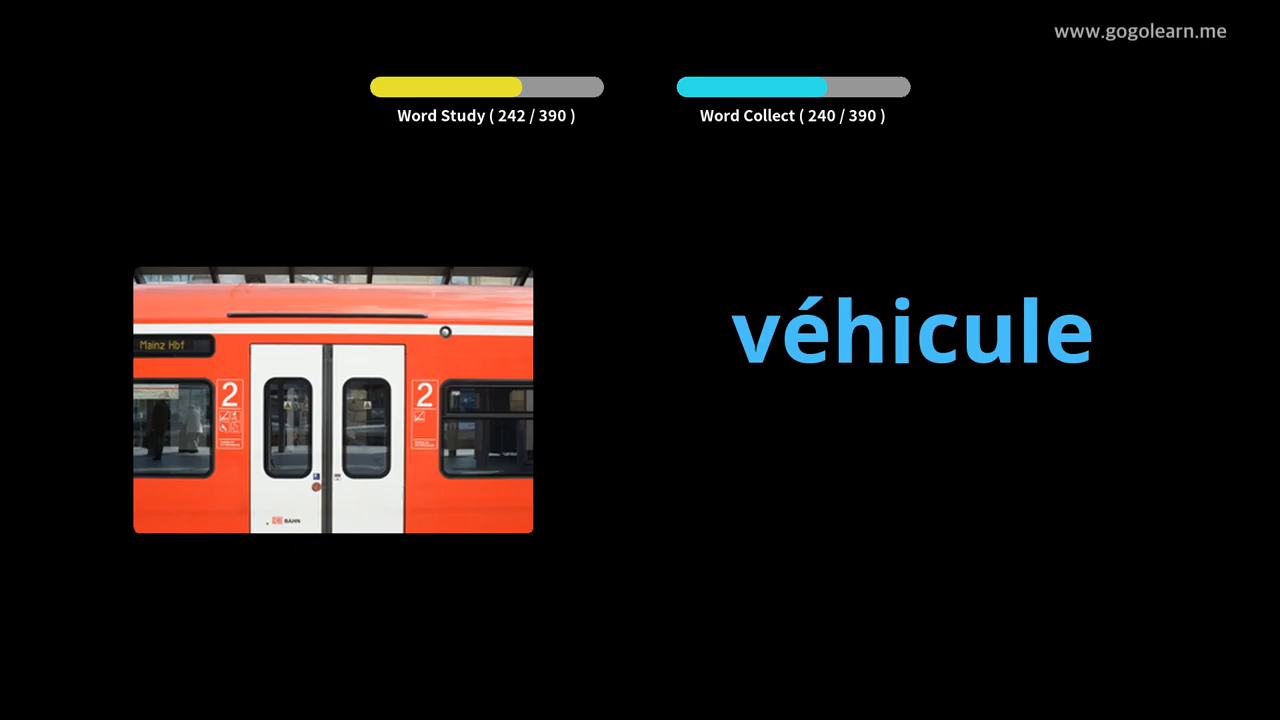 www.gogolearn.me
Word Study ( 242 / 390 )
Word Collect ( 240 / 390 )
véhicule
Mainz Hbf
2
2
DB BAHN